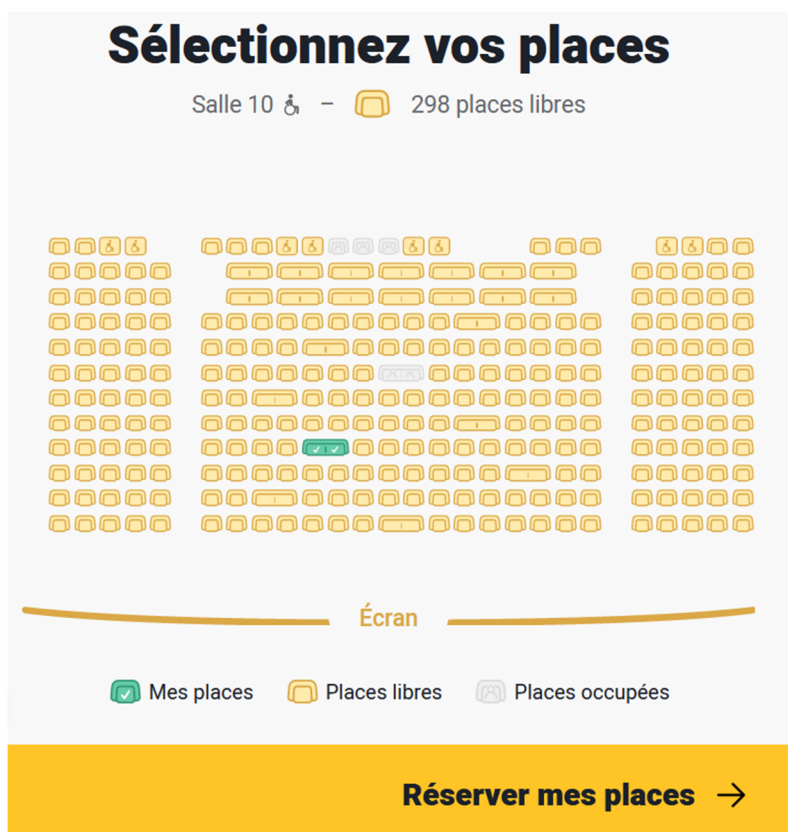 Sélectionnez vos places
Salle 10 – 298 places libres
Écran
Mes places Places libres Places occupées
Réserver mes places